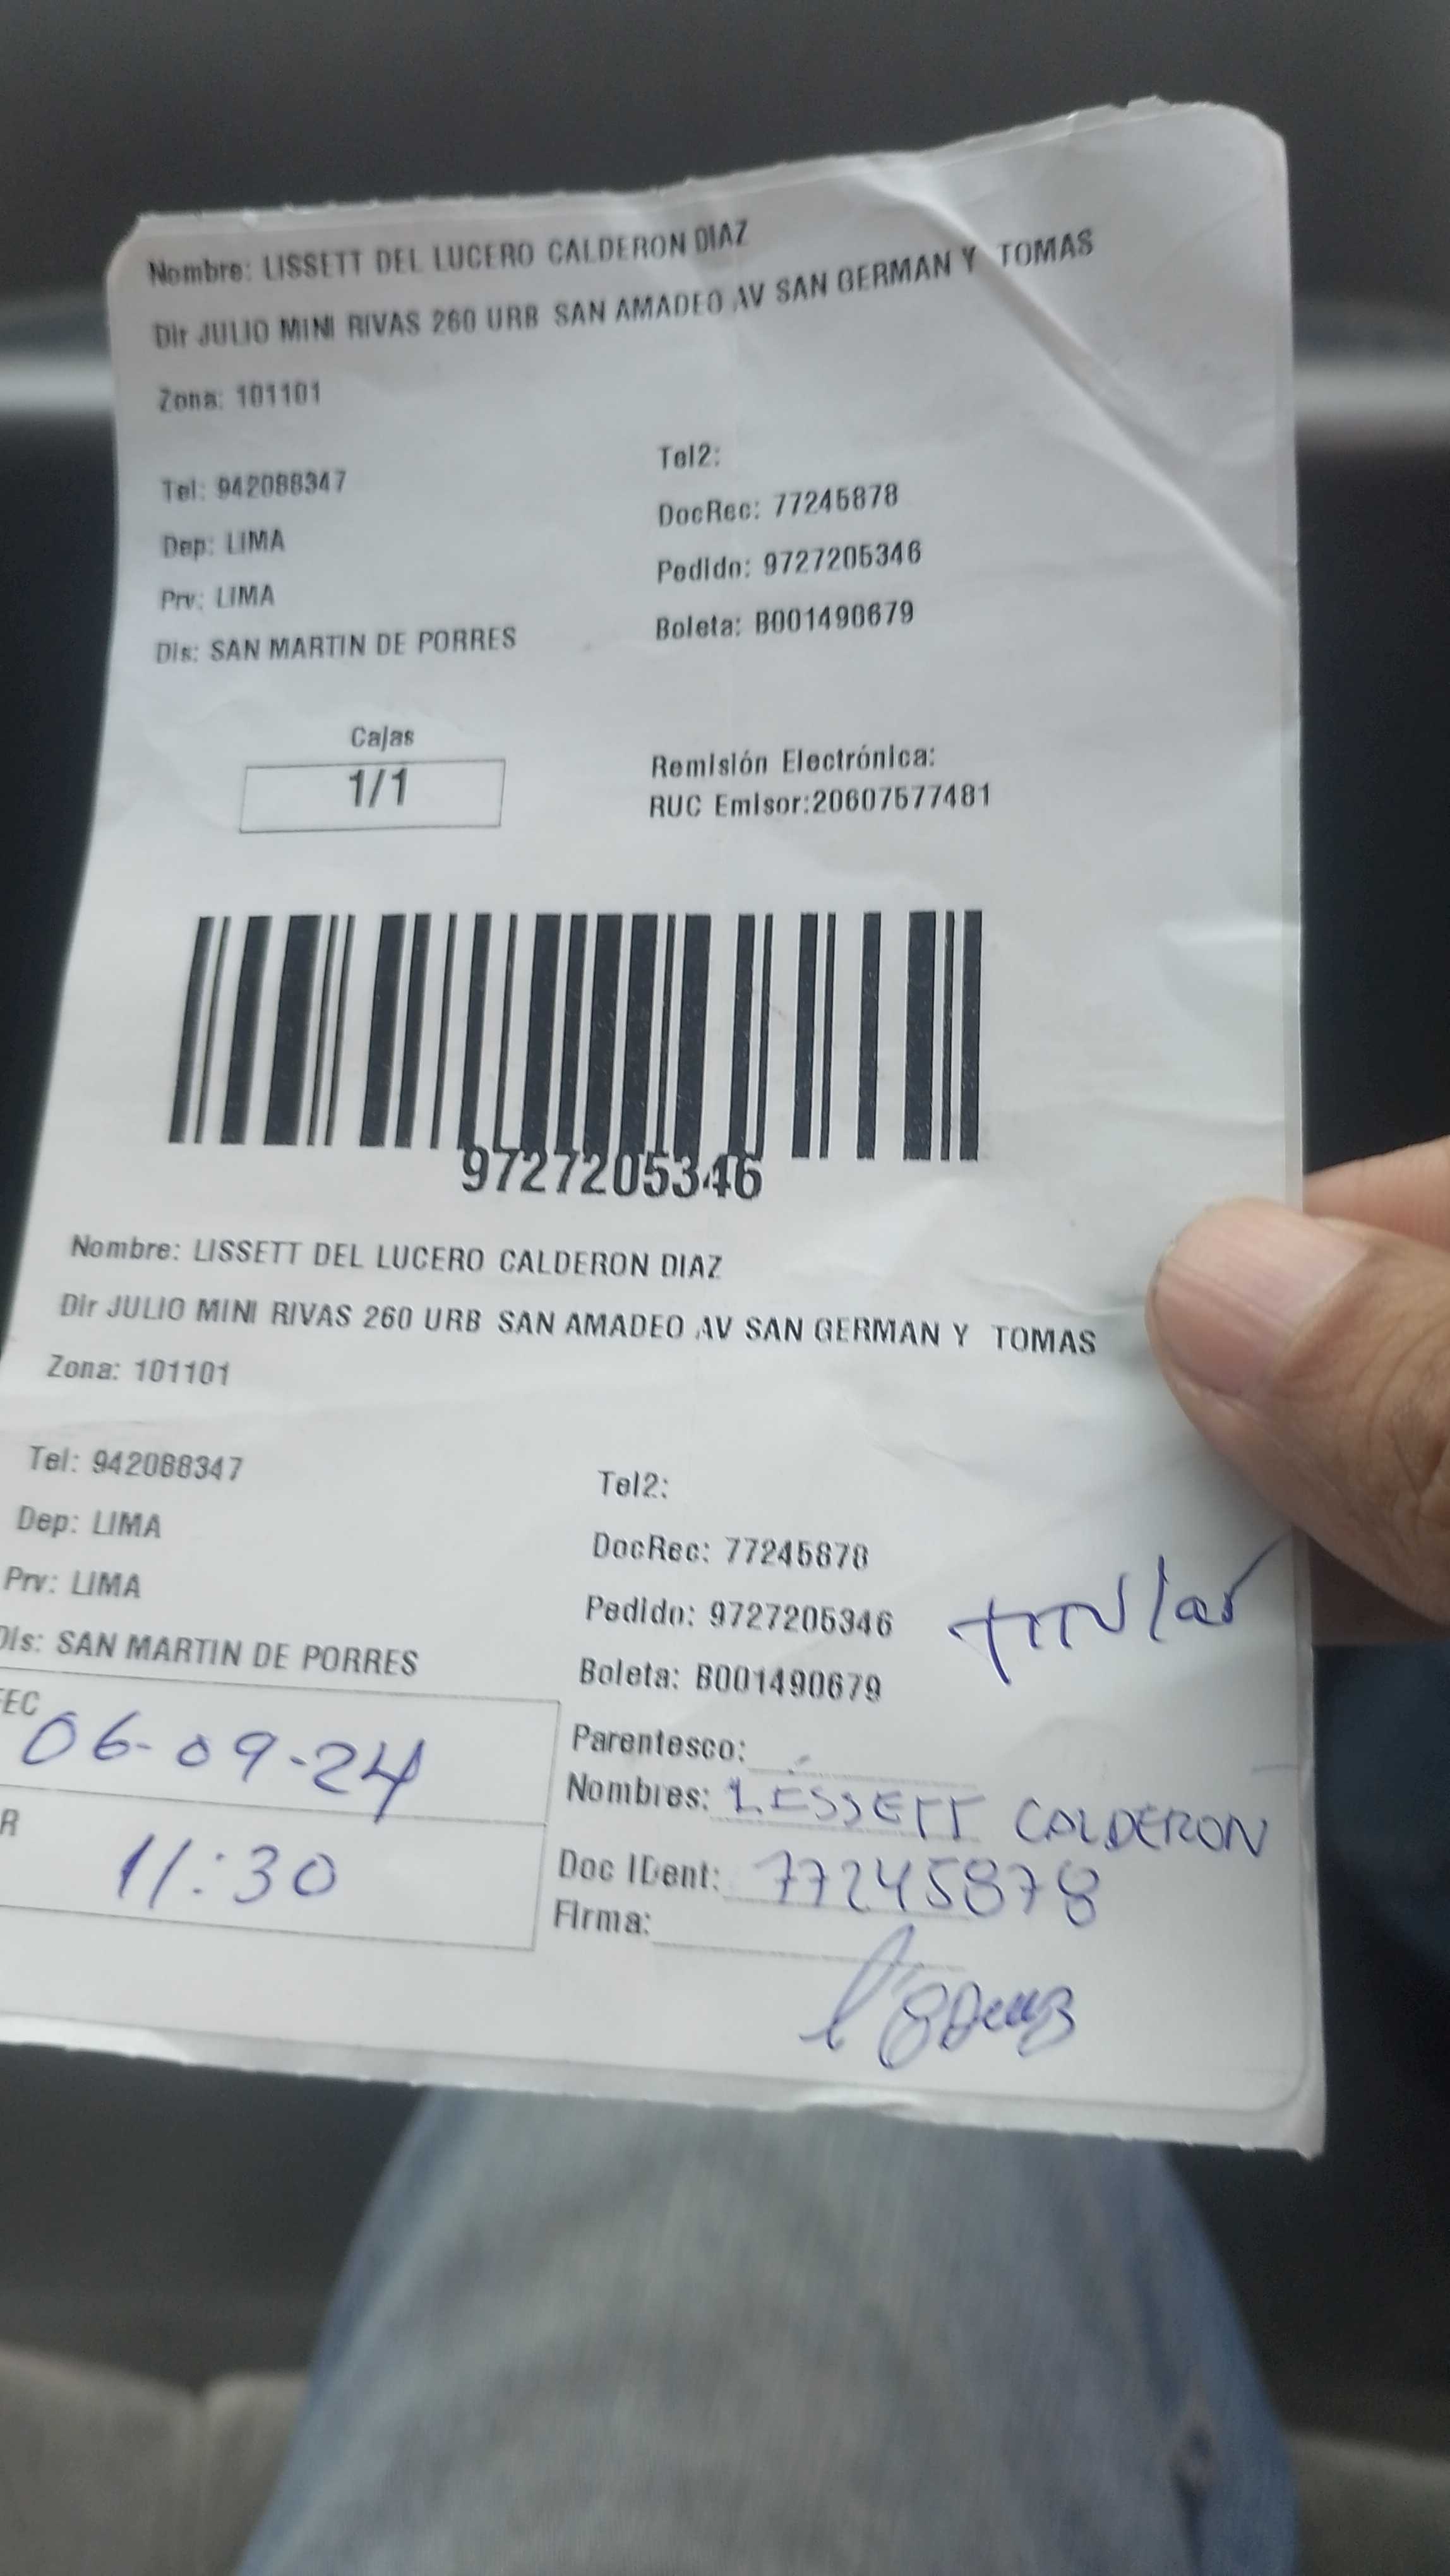 Nombre: LISSETT DEL LUCERO CALDERON DIAZ
Dir JULIO MINI RIVAS 260 URB SAN AMADEO AV SAN GERMAN Y TOMAS
Zona: 101101
Tel: 942088347
Tel2:
Dep: LIMA
DocRec: 77245878
Prv: LIMA
Pedido: 9727205346
Dis: SAN MARTIN DE PORRES
Boleta: B001490679
Cajas
1/1
Remisión Electrónica:
RUC Emisor:20607577481
9727205346
Nombre: LISSETT DEL LUCERO CALDERON DIAZ
Dir JULIO MINI RIVAS 260 URB SAN AMADEO AV SAN GERMAN Y TOMAS
Zona: 101101
Tel: 942088347
Tel2:
Dep: LIMA
DocRec: 77245878
Prv: LIMA
Pedido: 9727205346
titular
Dis: SAN MARTIN DE PORRES
Boleta: B001490679
FEC
06-09-24
Parentesco:
Nombres: LISSETT CALDERON
R
11:30
Doc IDent: 77245878
Firma: